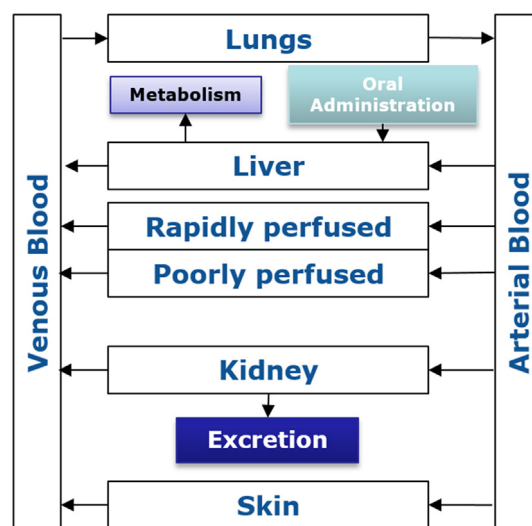 Lungs
Metabolism
Oral
Administration
Liver
Rapidly perfused
Poorly perfused
Kidney
Excretion
Skin
Venous Blood
Arterial Blood